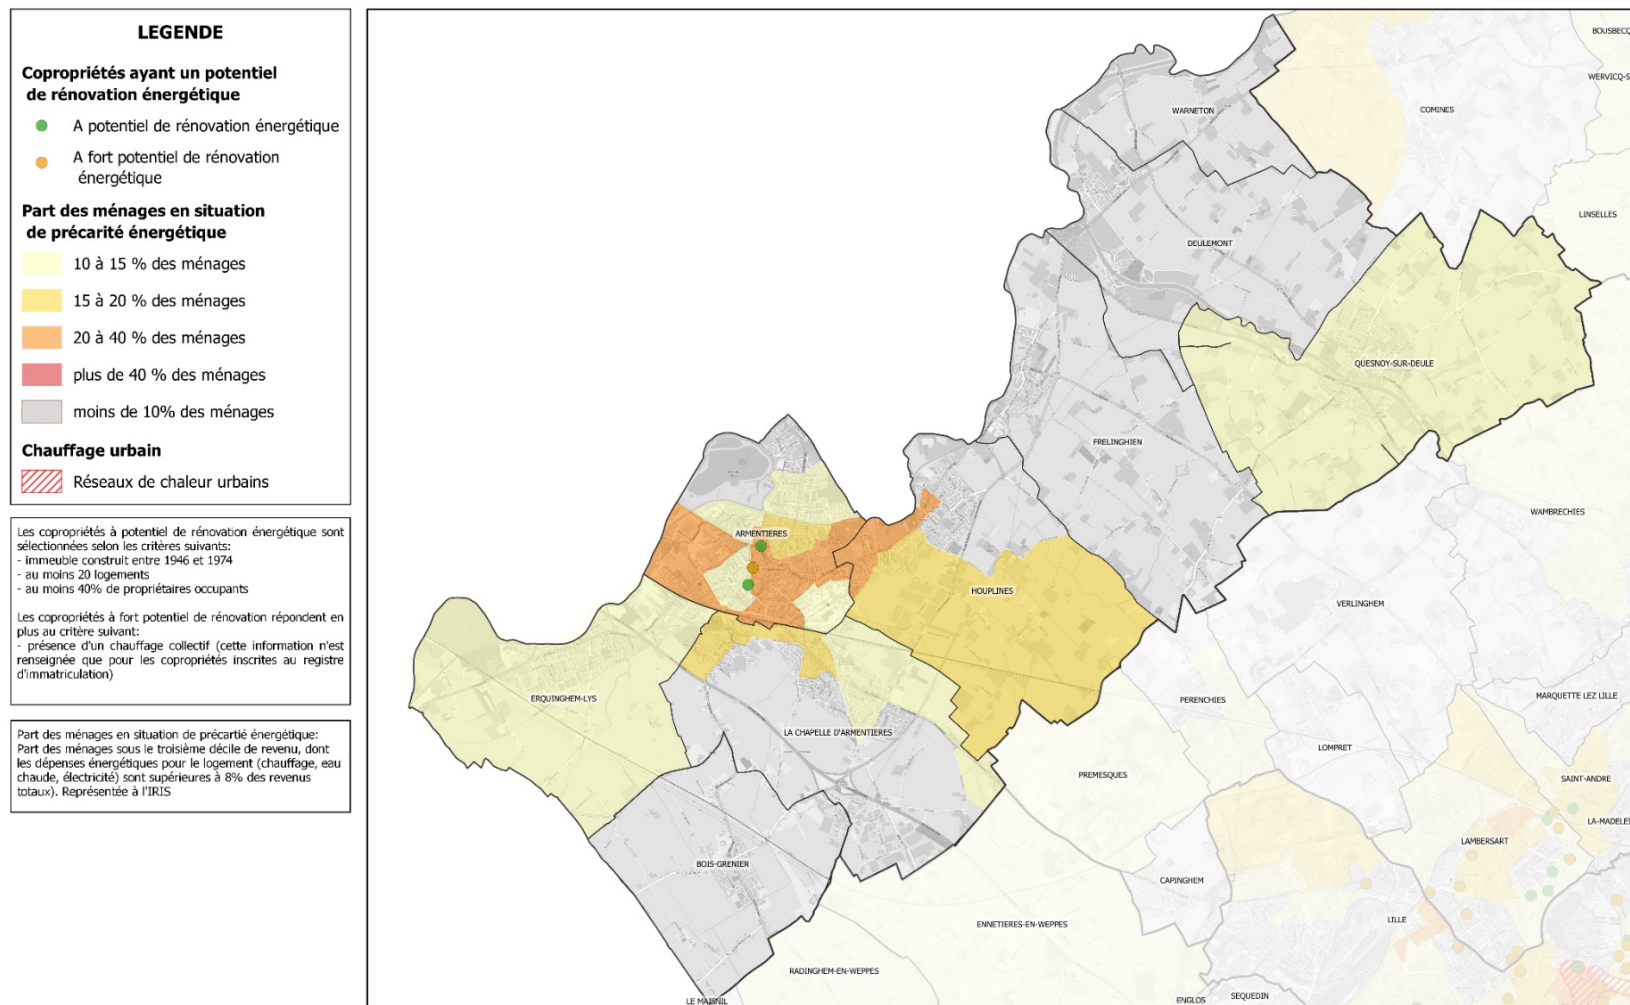 LEGENDE
Copropriétés ayant un potentiel
de rénovation énergétique
A potentiel de rénovation énergétique
A fort potentiel de rénovation
énergétique
Part des ménages en situation
de précarité énergétique
10 à 15 % des ménages
15 à 20 % des ménages
20 à 40 % des ménages
plus de 40 % des ménages
moins de 10% des ménages
Chauffage urbain
Réseaux de chaleur urbains
Les copropriétés à potentiel de rénovation énergétique sont
sélectionnées selon les critères suivants:
- immeuble construit entre 1946 et 1974
- au moins 20 logements
- au moins 40% de propriétaires occupants
Les copropriétés à fort potentiel de rénovation répondent en
plus au critère suivant:
- présence d'un chauffage collectif (cette information n'est
renseignée que pour les copropriétés inscrites au registre
d'immatriculation)
Part des ménages en situation de précartié énergétique:
Part des ménages sous le troisième décile de revenu, dont
les dépenses énergétiques pour le logement (chauffage, eau
chaude, électricité) sont supérieures à 8% des revenus
totaux). Représentée à l'IRIS
BOUSBECQ
WERVICQ-S
COMINES
WARNETON
LINSELLES
DEULEMONT
QUESNOY-SUR-DEULE
FRELINGHIEN
WAMBRECHIES
ARMENTIERES
HOUPLINES
VERLINGHEM
ERQUINGHEM-LYS
PERENCHIES
MARQUETTE LEZ LILLE
LA CHAPELLE D'ARMENTIERES
LOMPRET
PREMESQUES
SAINT-ANDRE
LA-MADELEI
LAMBERSART
BOIS-GRENIER
CAPINGHEM
LILLE
ENNETIERES-EN-WEPPES
RADINGHEM-EN-WEPPES
SEQUEDIN
LE MAISNIL
ENGLOS